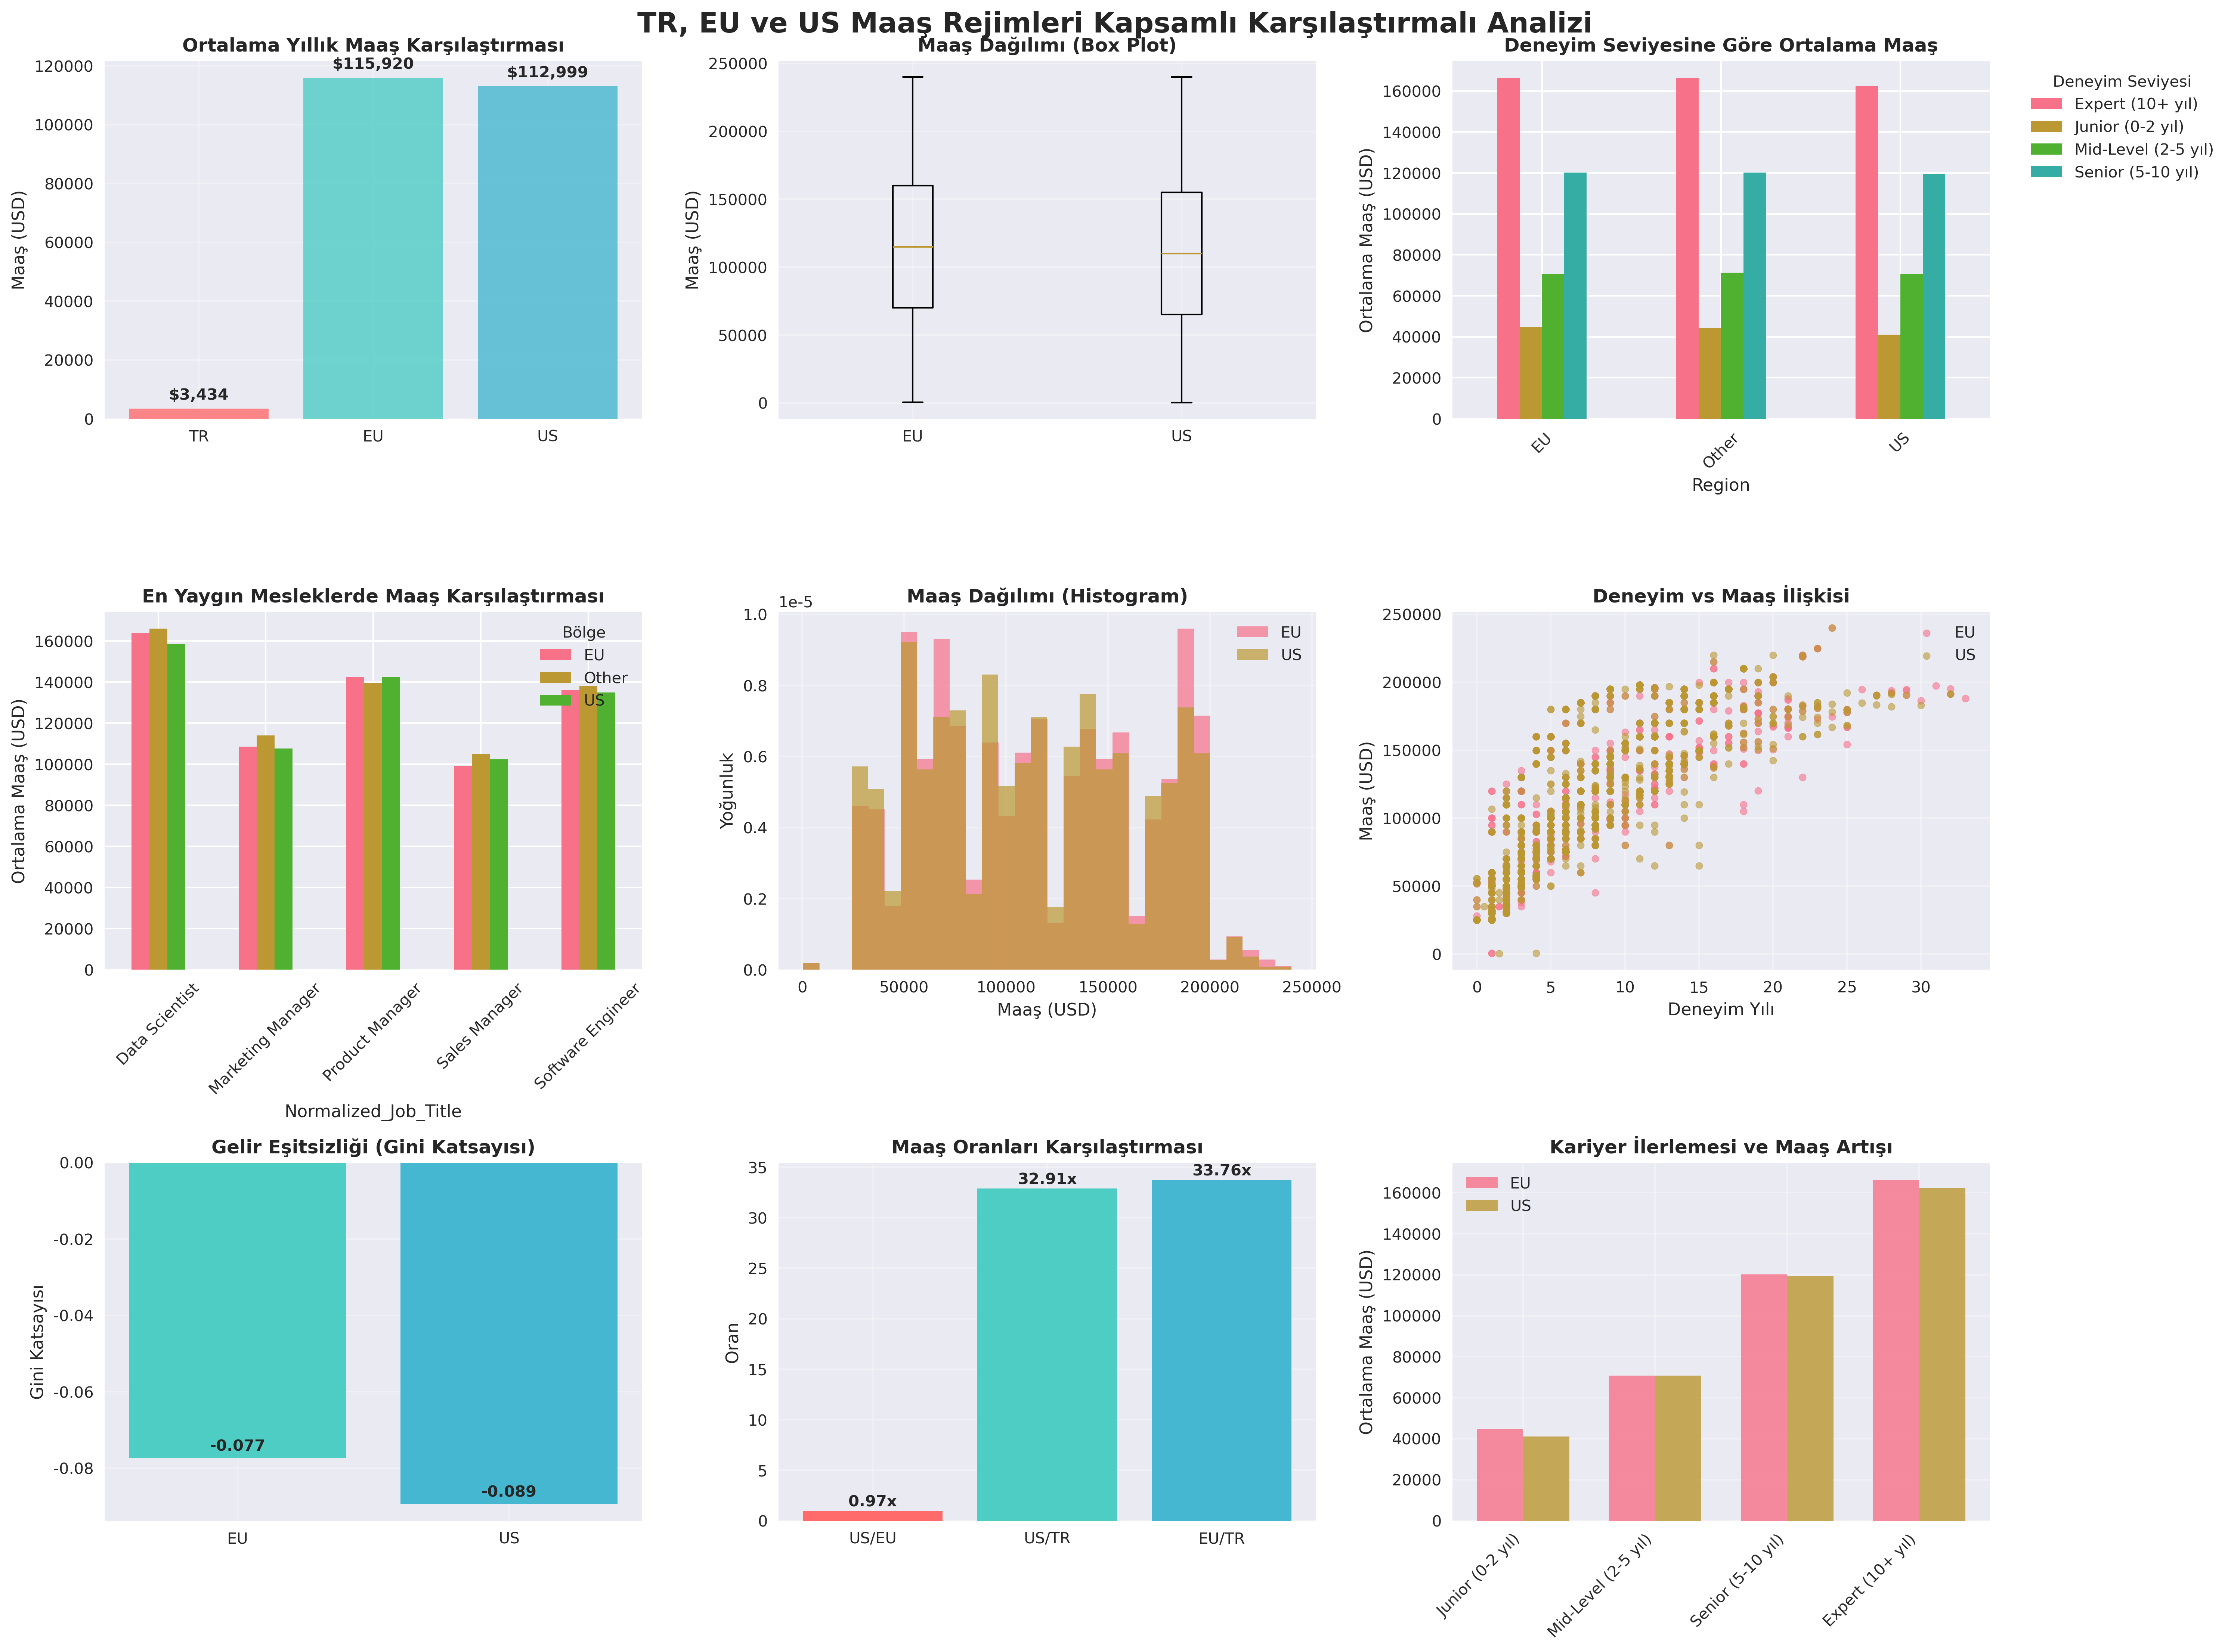 TR, EU ve US Maaş Rejimleri Kapsamlı Karşılaştırmalı Analizi
Ortalama Yıllık Maaş Karşılaştırması
Maaş (USD)
120000
100000
80000
60000
40000
20000
0
$3,434
$115,920
$112,999
TR
EU
US
Maaş Dağılımı (Box Plot)
Maaş (USD)
250000
200000
150000
100000
50000
0
EU
US
Deneyim Seviyesine Göre Ortalama Maaş
Ortalama Maaş (USD)
160000
140000
120000
100000
80000
60000
40000
20000
0
EU
Other
US
Region
Deneyim Seviyesi
Expert (10+ yıl)
Junior (0-2 yıl)
Mid-Level (2-5 yıl)
Senior (5-10 yıl)
En Yaygın Mesleklerde Maaş Karşılaştırması
Ortalama Maaş (USD)
160000
140000
120000
100000
80000
60000
40000
20000
0
Bölge
EU
Other
US
Data Scientist
Marketing Manager
Product Manager
Sales Manager
Software Engineer
Normalized_Job_Title
Maaş Dağılımı (Histogram)
1e-5
Yoğunluk
1.0
0.8
0.6
0.4
0.2
0.0
EU
US
0
50000
100000
150000
200000
250000
Maaş (USD)
Deneyim vs Maaş İlişkisi
Maaş (USD)
250000
200000
150000
100000
50000
0
EU
US
0
5
10
15
20
25
30
Deneyim Yılı
Gelir Eşitsizliği (Gini Katsayısı)
Gini Katsayısı
0.00
-0.02
-0.04
-0.06
-0.08
-0.077
-0.089
EU
US
Maaş Oranları Karşılaştırması
Oran
35
30
25
20
15
10
5
0
0.97x
32.91x
33.76x
US/EU
US/TR
EU/TR
Kariyer İlerlemesi ve Maaş Artışı
Ortalama Maaş (USD)
160000
140000
120000
100000
80000
60000
40000
20000
0
EU
US
Junior (0-2 yıl)
Mid-Level (2-5 yıl)
Senior (5-10 yıl)
Expert (10+ yıl)